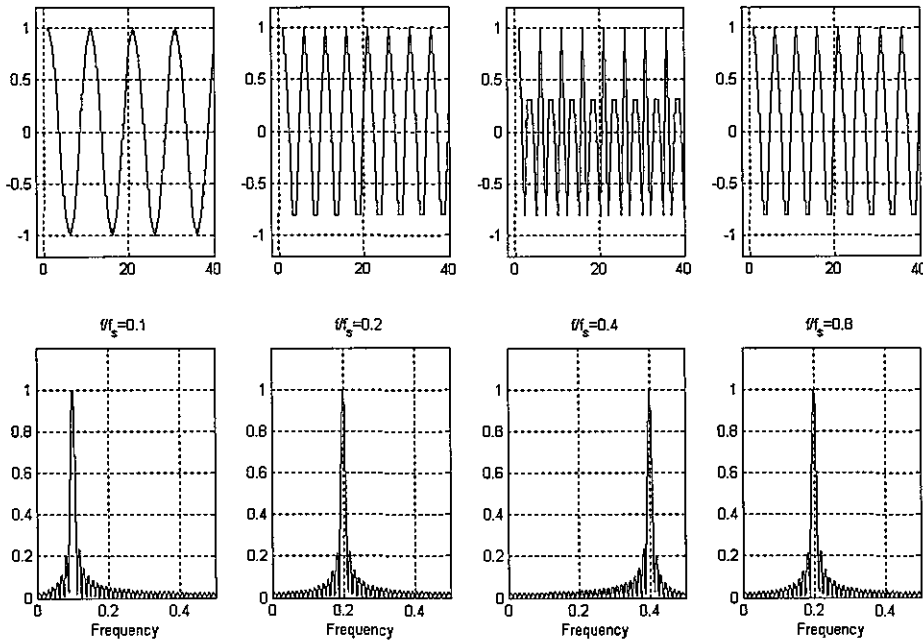 1 1 1 1
0.5 0.5 0.5 0.5
0 0 0 0
-0.5 -0.5 -0.5 -0.5
-1 -1 -1 -1
0 20 40 0 20 40 0 20 40 0 20 40
f/fs=0.1 f/fs=0.2 f/fs=0.4 f/fs=0.8
1 1 1 1
0.8 0.8 0.8 0.8
0.6 0.6 0.6 0.6
0.4 0.4 0.4 0.4
0.2 0.2 0.2 0.2
0 0 0 0
0 0.2 0.4 0 0.2 0.4 0 0.2 0.4 0 0.2 0.4
Frequency Frequency Frequency Frequency